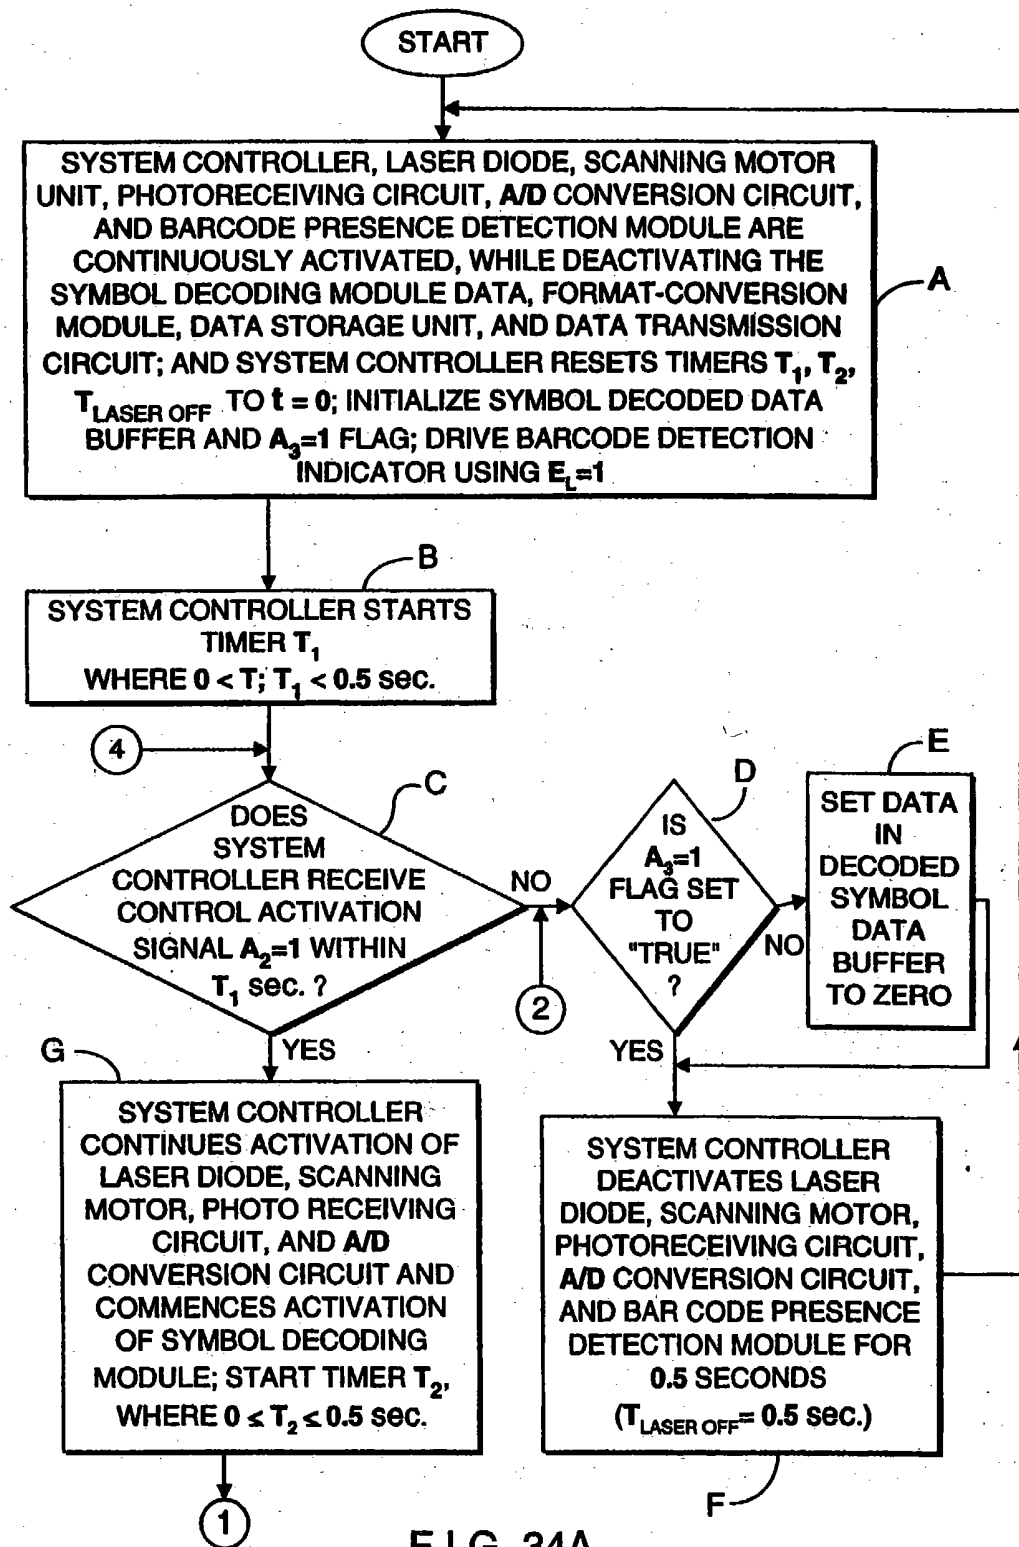 START
SYSTEM CONTROLLER, LASER DIODE, SCANNING MOTOR
UNIT, PHOTORECEIVING CIRCUIT, A/D CONVERSION CIRCUIT,
AND BARCODE PRESENCE DETECTION MODULE ARE
CONTINUOUSLY ACTIVATED, WHILE DEACTIVATING THE
SYMBOL DECODING MODULE DATA, FORMAT-CONVERSION
MODULE, DATA STORAGE UNIT, AND DATA TRANSMISSION
CIRCUIT; AND SYSTEM CONTROLLER RESETS TIMERS T₁, T₂,
T LASER OFF TO t = 0; INITIALIZE SYMBOL DECODED DATA
BUFFER AND A₃=1 FLAG; DRIVE BARCODE DETECTION
INDICATOR USING E_L=1
A
B
SYSTEM CONTROLLER STARTS
TIMER T₁
WHERE 0 < T; T₁ < 0.5 sec.
4
C
DOES
SYSTEM
CONTROLLER RECEIVE
CONTROL ACTIVATION
SIGNAL A₂=1 WITHIN
T₁ sec. ?
NO
2
D
IS
A₃=1
FLAG SET
TO
"TRUE"
?
NO
E
SET DATA
IN
DECODED
SYMBOL
DATA
BUFFER
TO ZERO
YES
G
SYSTEM CONTROLLER
CONTINUES ACTIVATION OF
LASER DIODE, SCANNING
MOTOR, PHOTO RECEIVING
CIRCUIT, AND A/D
CONVERSION CIRCUIT AND
COMMENCES ACTIVATION
OF SYMBOL DECODING
MODULE; START TIMER T₂,
WHERE 0 ≤ T₂ ≤ 0.5 sec.
1
YES
SYSTEM CONTROLLER
DEACTIVATES LASER
DIODE, SCANNING MOTOR,
PHOTORECEIVING CIRCUIT,
A/D CONVERSION CIRCUIT,
AND BAR CODE PRESENCE
DETECTION MODULE FOR
0.5 SECONDS
(T LASER OFF = 0.5 sec.)
F
FIG. 34A